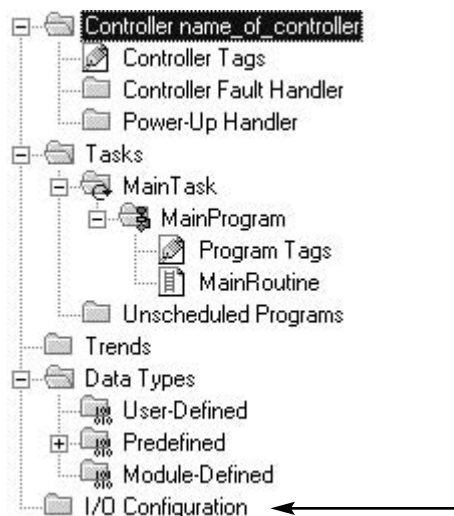 Controller name_of_controller
Controller Tags
Controller Fault Handler
Power-Up Handler
Tasks
MainTask
MainProgram
Program Tags
MainRoutine
Unscheduled Programs
Trends
Data Types
User-Defined
Predefined
Module-Defined
I/O Configuration